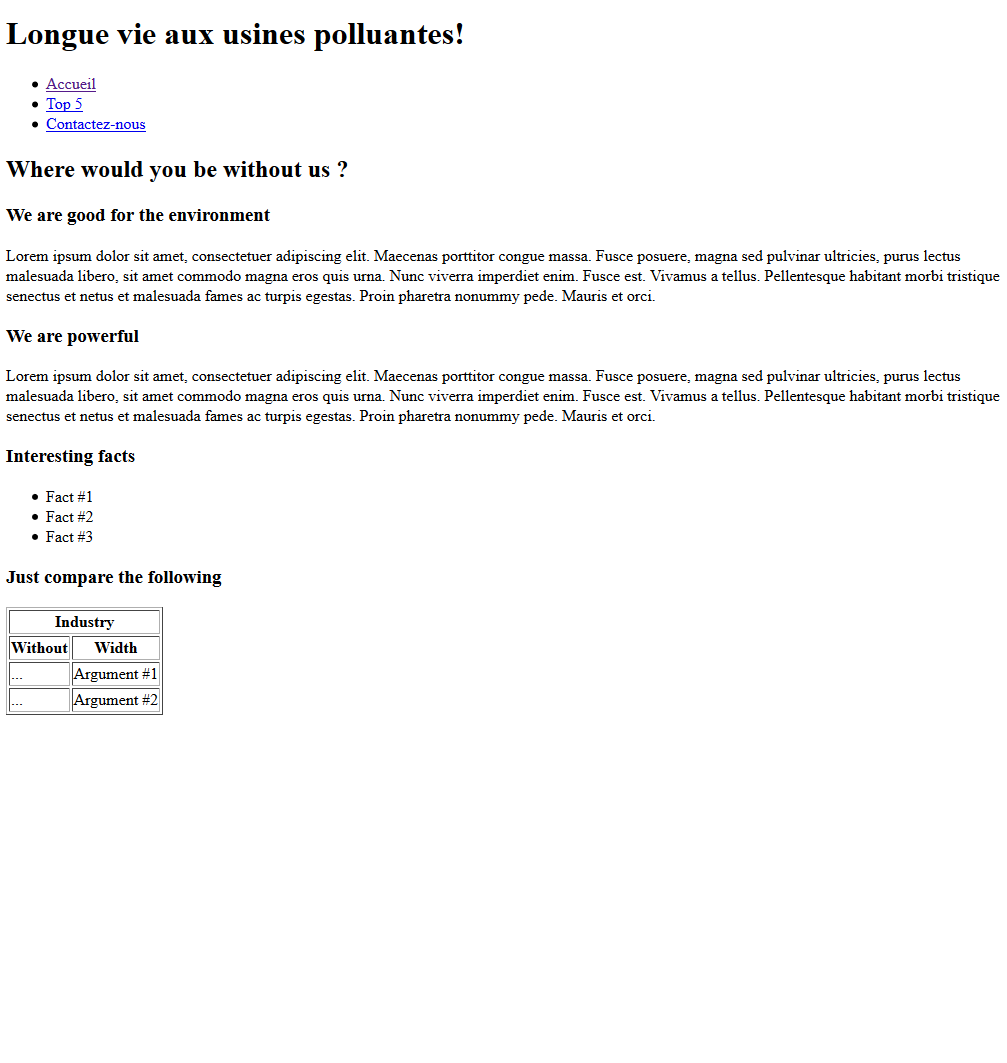 Longue vie aux usines polluantes!
Accueil
Top 5
Contactez-nous
Where would you be without us ?
We are good for the environment
Lorem ipsum dolor sit amet, consectetuer adipiscing elit. Maecenas porttitor congue massa. Fusce posuere, magna sed pulvinar ultricies, purus lectus
malesuada libero, sit amet commodo magna eros quis urna. Nunc viverra imperdiet enim. Fusce est. Vivamus a tellus. Pellentesque habitant morbi tristique
senectus et netus et malesuada fames ac turpis egestas. Proin pharetra nonummy pede. Mauris et orci.
We are powerful
Lorem ipsum dolor sit amet, consectetuer adipiscing elit. Maecenas porttitor congue massa. Fusce posuere, magna sed pulvinar ultricies, purus lectus
malesuada libero, sit amet commodo magna eros quis urna. Nunc viverra imperdiet enim. Fusce est. Vivamus a tellus. Pellentesque habitant morbi tristique
senectus et netus et malesuada fames ac turpis egestas. Proin pharetra nonummy pede. Mauris et orci.
Interesting facts
Fact #1
Fact #2
Fact #3
Just compare the following
Industry
Without Width
... Argument #1
... Argument #2